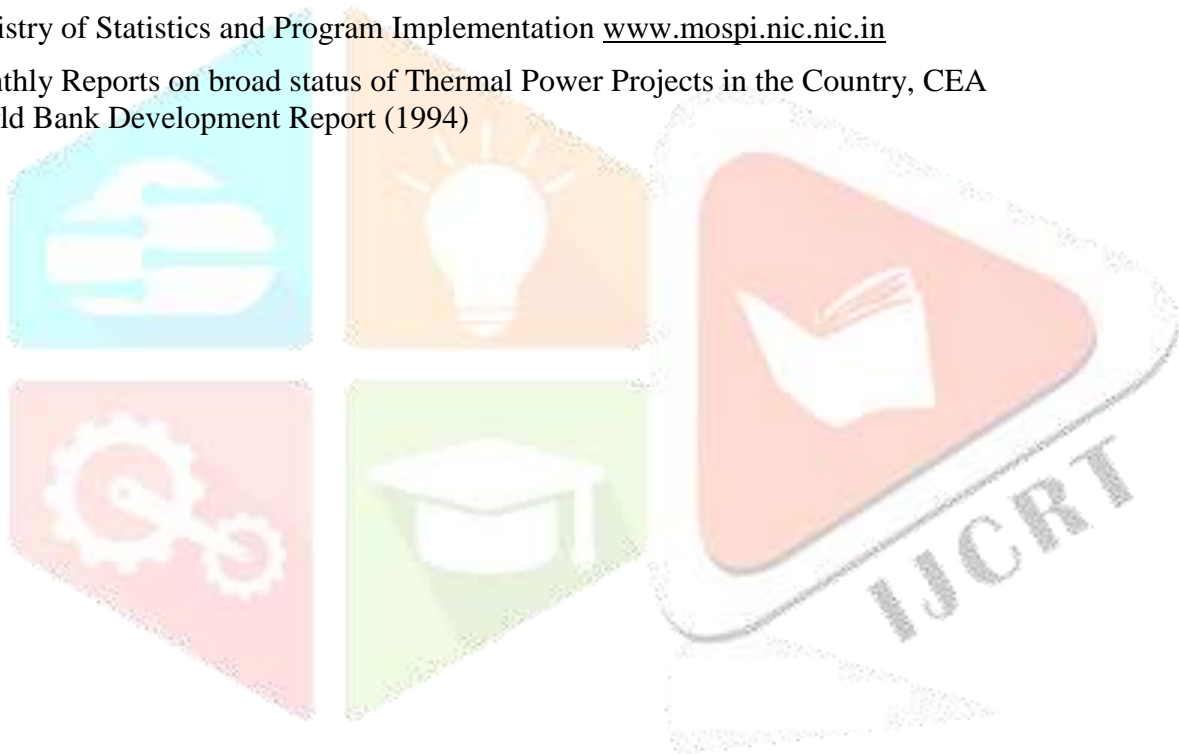 istry of Statistics and Program Implementation www.mospi.nic.nic.in
nthly Reports on broad status of Thermal Power Projects in the Country, CEA
ld Bank Development Report (1994)
IJCRT